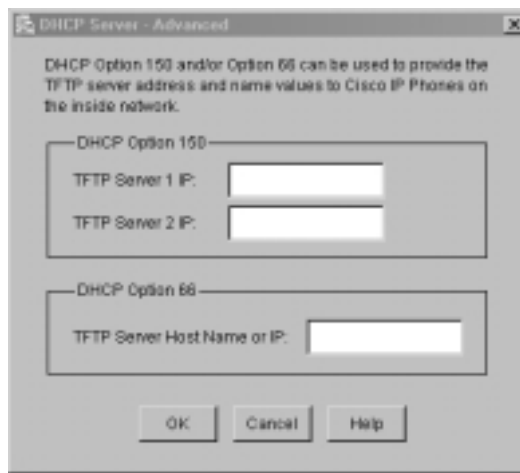 DHCP Server - Advanced
DHCP Option 150 and/or Option 66 can be used to provide the
TFTP server address and name values to Cisco IP Phones on
the inside network.
DHCP Option 150
TFTP Server 1 IP:
TFTP Server 2 IP:
DHCP Option 66
TFTP Server Host Name or IP:
OK Cancel Help